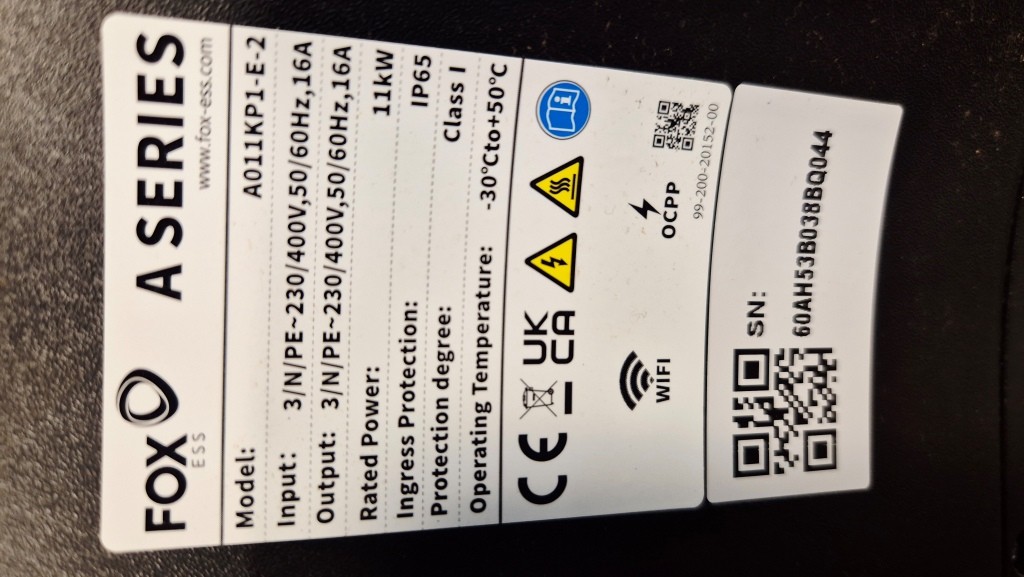 FOX
ESS
A SERIES
www.fox-ess.com
Model: A011KP1-E-2
Input: 3/N/PE~230/400V,50/60Hz,16A
Output: 3/N/PE~230/400V,50/60Hz,16A
Rated Power: 11kW
Ingress Protection: IP65
Protection degree: Class I
Operating Temperature: -30°Cto+50°C
CE UK
CA
WIFI
OCPP
99-200-20152-00
SN:
60AH53B038BQ044